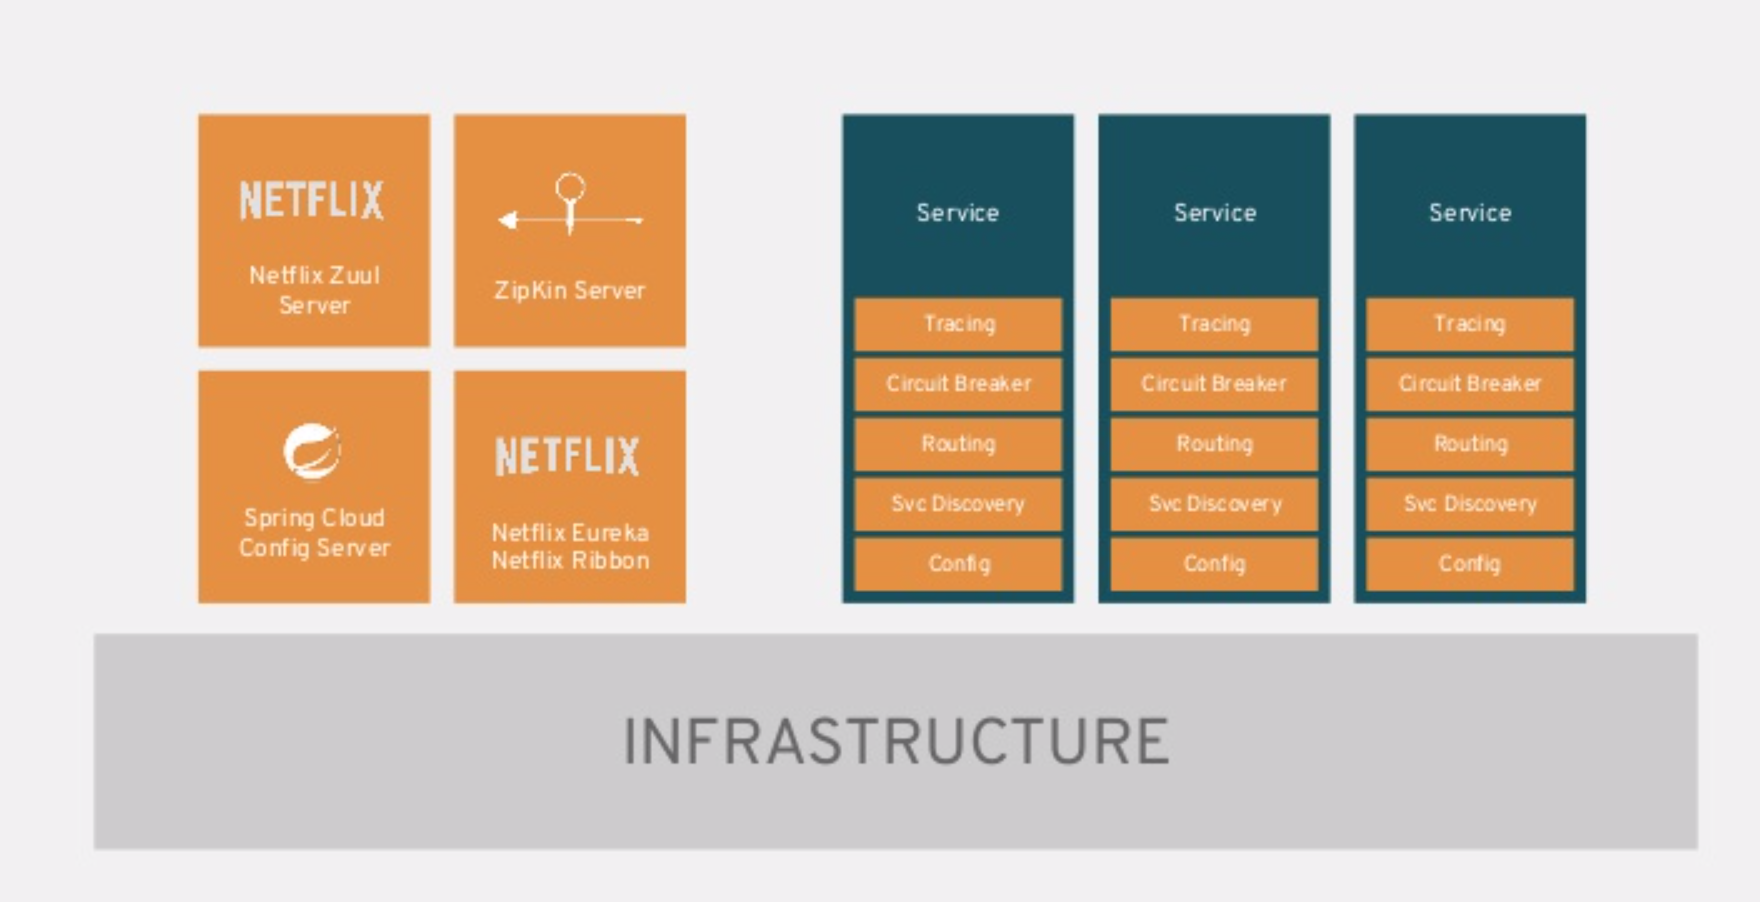 NETFLIX
Netflix Zuul
Server
ZipKin Server
Spring Cloud
Config Server
NETFLIX
Netflix Eureka
Netflix Ribbon
Service
Tracing
Circuit Breaker
Routing
Svc Discovery
Config
Service
Tracing
Circuit Breaker
Routing
Svc Discovery
Config
Service
Tracing
Circuit Breaker
Routing
Svc Discovery
Config
INFRASTRUCTURE